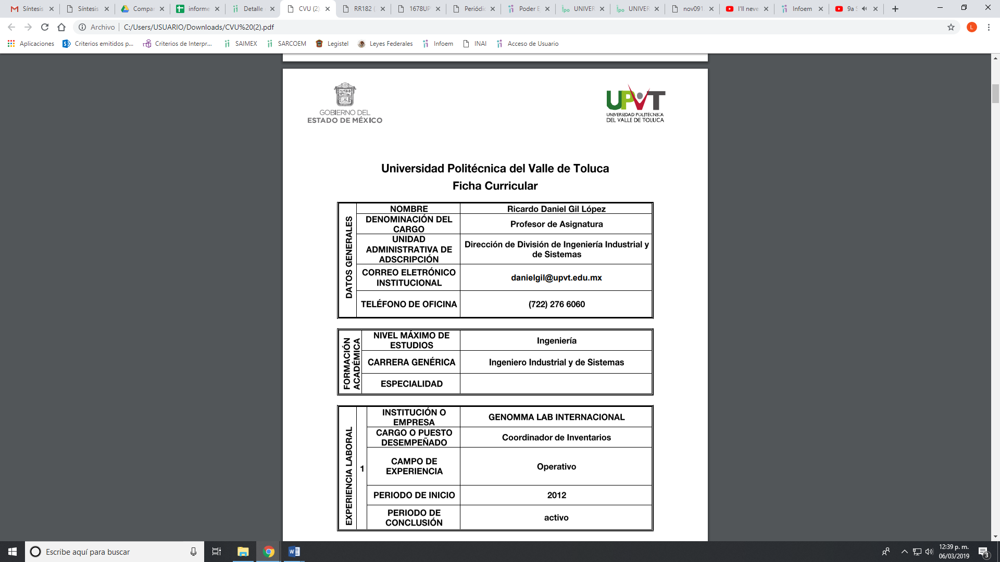 Síntesis
Síntesis
Compar
informe
Detalle
CVU (2)
RR182 (
1678UP
Periódic
Poder E
UNIVER
UNIVER
nov091
I'll neve
Infoem
9a S
Archivo
C:/Users/USUARIO/Downloads/CVU%20(2).pdf
L
Aplicaciones
Criterios emitidos p...
Criterios de Interpr...
SAIMEX
SARCOEM
Legistel
Leyes Federales
Infoem
INAI
Acceso de Usuario
GOBIERNO DEL
ESTADO DE MÉXICO
UPVT
UNIVERSIDAD POLITÉCNICA
DEL VALLE DE TOLUCA
Universidad Politécnica del Valle de Toluca
Ficha Curricular
DATOS GENERALES
NOMBRE
Ricardo Daniel Gil López
DENOMINACIÓN DEL
CARGO
Profesor de Asignatura
UNIDAD
ADMINISTRATIVA DE
ADSCRIPCIÓN
Dirección de División de Ingeniería Industrial y
de Sistemas
CORREO ELETRÓNICO
INSTITUCIONAL
danielgil@upvt.edu.mx
TELÉFONO DE OFICINA
(722) 276 6060
FORMACIÓN
ACADÉMICA
NIVEL MÁXIMO DE
ESTUDIOS
Ingeniería
CARRERA GENÉRICA
Ingeniero Industrial y de Sistemas
ESPECIALIDAD
EXPERIENCIA LABORAL
1
INSTITUCIÓN O
EMPRESA
GENOMMA LAB INTERNACIONAL
CARGO O PUESTO
DESEMPEÑADO
Coordinador de Inventarios
CAMPO DE
EXPERIENCIA
Operativo
PERIODO DE INICIO
2012
PERIODO DE
CONCLUSIÓN
activo
Escribe aquí para buscar
12:39 p. m.
06/03/2019
3